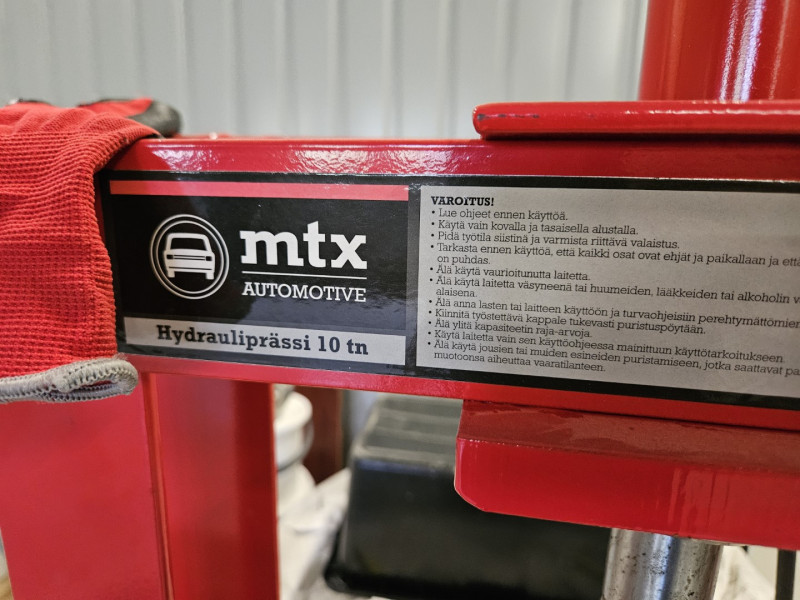 mtx
AUTOMOTIVE
Hydrauliprässi 10 tn
VAROITUS!
• Lue ohjeet ennen käyttöä.
• Käytä vain kovalla ja tasaisella alustalla.
• Pidä työtila siistinä ja varmista riittävä valaistus.
• Tarkasta ennen käyttöä, että kaikki osat ovat ehjät ja paikallaan ja että
on puhdas.
• Älä käytä vaurioitunutta laitetta.
• Älä käytä laitetta väsyneenä tai huumeiden, lääkkeiden tai alkoholin
alaisena.
• Älä anna lasten tai laitteen käyttöön ja turvaohjeisiin perehtymättömien
• Kiinnitä työstettävä kappale tukevasti puristuspöytään.
• Älä ylitä kapasiteetin raja-arvoja.
• Käytä laitetta vain sen käyttöohjeessa mainittuun käyttötarkoitukseen.
• Älä käytä jousien tai muiden esineiden puristamiseen, jotka saattavat
muotoonsa aiheuttaa vaaratilanteen.